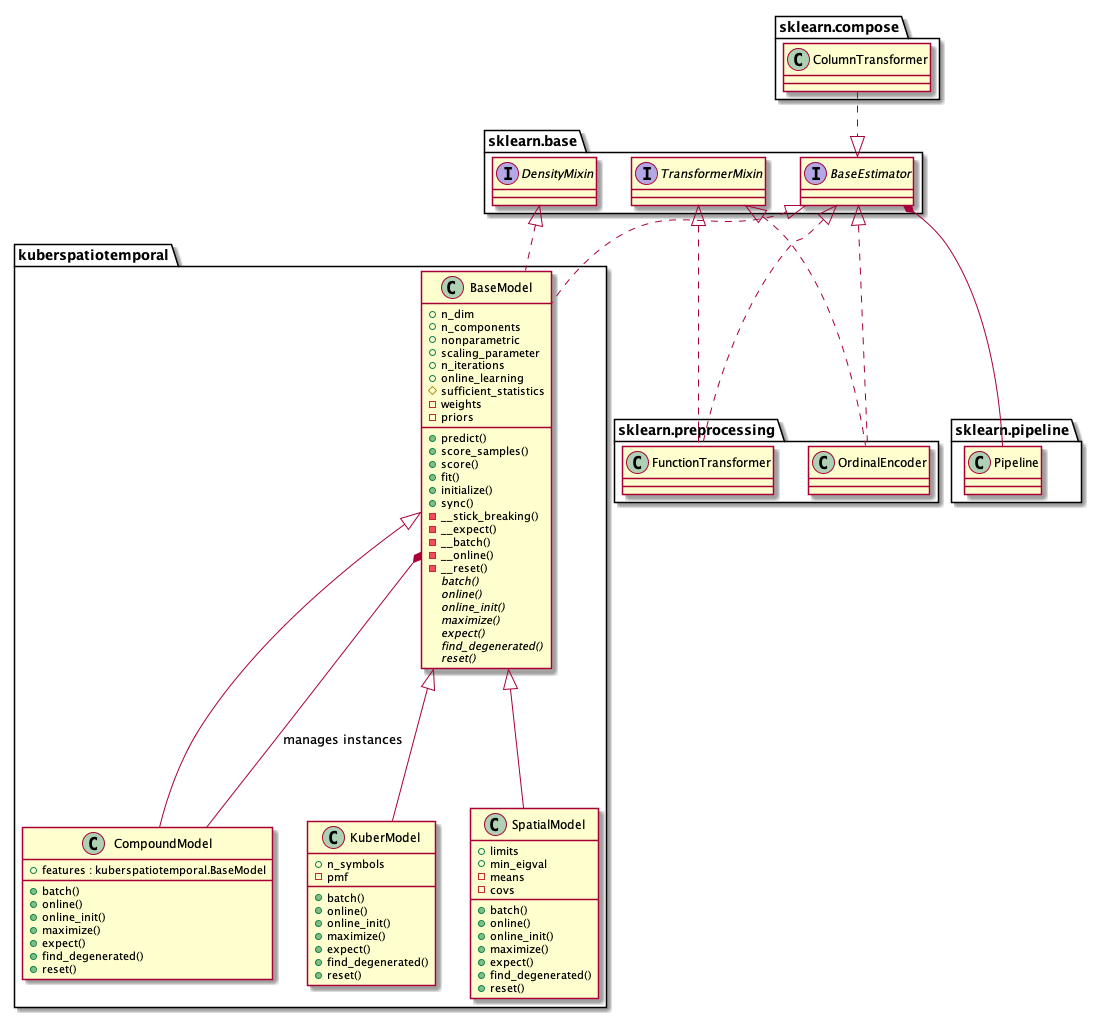 sklearn.compose
C ColumnTransformer
sklearn.base
I DensityMixin
I TransformerMixin
I BaseEstimator
kuberspatiotemporal
C BaseModel
n_dim
n_components
nonparametric
scaling_parameter
n_iterations
online_learning
sufficient_statistics
weights
priors
predict()
score_samples()
score()
fit()
initialize()
sync()
__stick_breaking()
__expect()
__batch()
__online()
__reset()
batch()
online()
online_init()
maximize()
expect()
find_degenerated()
reset()
sklearn.preprocessing
C FunctionTransformer
C OrdinalEncoder
sklearn.pipeline
C Pipeline
manages instances
C CompoundModel
features : kuberspatiotemporal.BaseModel
batch()
online()
online_init()
maximize()
expect()
find_degenerated()
reset()
C KuberModel
n_symbols
pmf
batch()
online()
online_init()
maximize()
expect()
find_degenerated()
reset()
C SpatialModel
limits
min_eigval
means
covs
batch()
online()
online_init()
maximize()
expect()
find_degenerated()
reset()